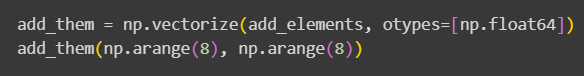 add_them = np.vectorize(add_elements, otypes=[np.float64])
add_them(np.arange(8), np.arange(8))